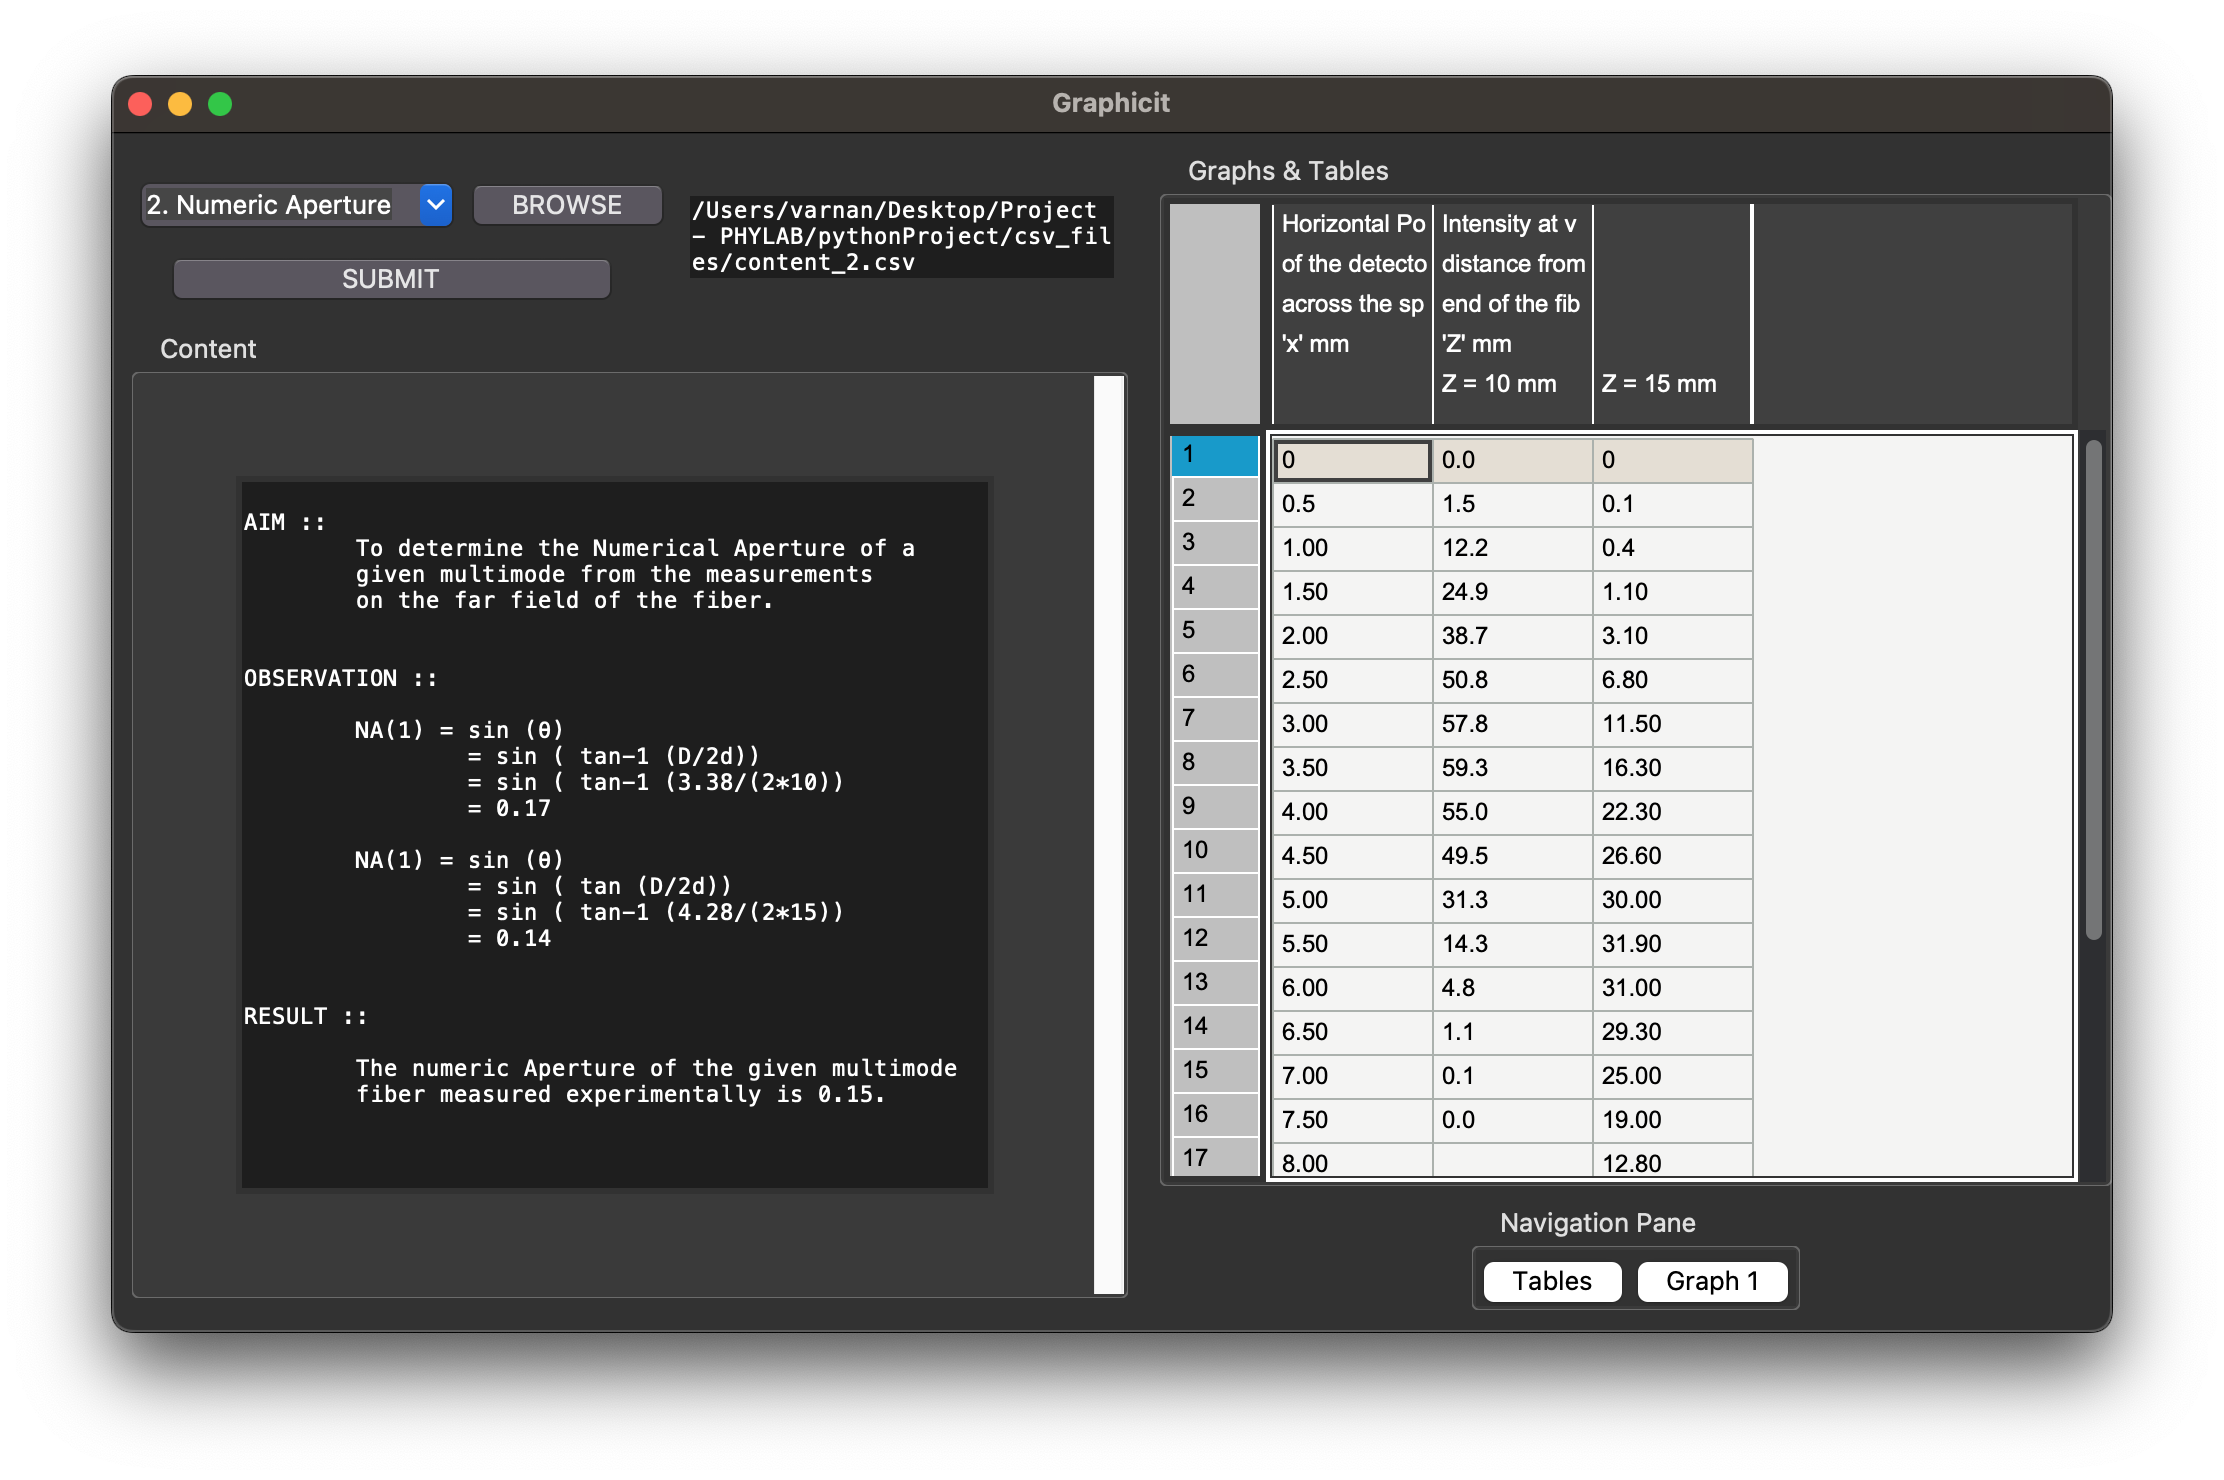 Graphicit
2. Numeric Aperture
BROWSE
/Users/varnan/Desktop/Project
- PHYLAB/pythonProject/csv_fil
es/content_2.csv
SUBMIT
Content
AIM ::
To determine the Numerical Aperture of a
given multimode from the measurements
on the far field of the fiber.
OBSERVATION ::
NA(1) = sin (θ)
= sin ( tan-1 (D/2d))
= sin ( tan-1 (3.38/(2*10))
= 0.17
NA(1) = sin (θ)
= sin ( tan (D/2d))
= sin ( tan-1 (4.28/(2*15))
= 0.14
RESULT ::
The numeric Aperture of the given multimode
fiber measured experimentally is 0.15.
Graphs & Tables
Horizontal Po Intensity at v
of the detecto distance from
across the sp end of the fib
'x' mm 'Z' mm
Z = 10 mm Z = 15 mm
1 0 0.0 0
2 0.5 1.5 0.1
3 1.00 12.2 0.4
4 1.50 24.9 1.10
5 2.00 38.7 3.10
6 2.50 50.8 6.80
7 3.00 57.8 11.50
8 3.50 59.3 16.30
9 4.00 55.0 22.30
10 4.50 49.5 26.60
11 5.00 31.3 30.00
12 5.50 14.3 31.90
13 6.00 4.8 31.00
14 6.50 1.1 29.30
15 7.00 0.1 25.00
16 7.50 0.0 19.00
17 8.00 12.80
Navigation Pane
Tables
Graph 1